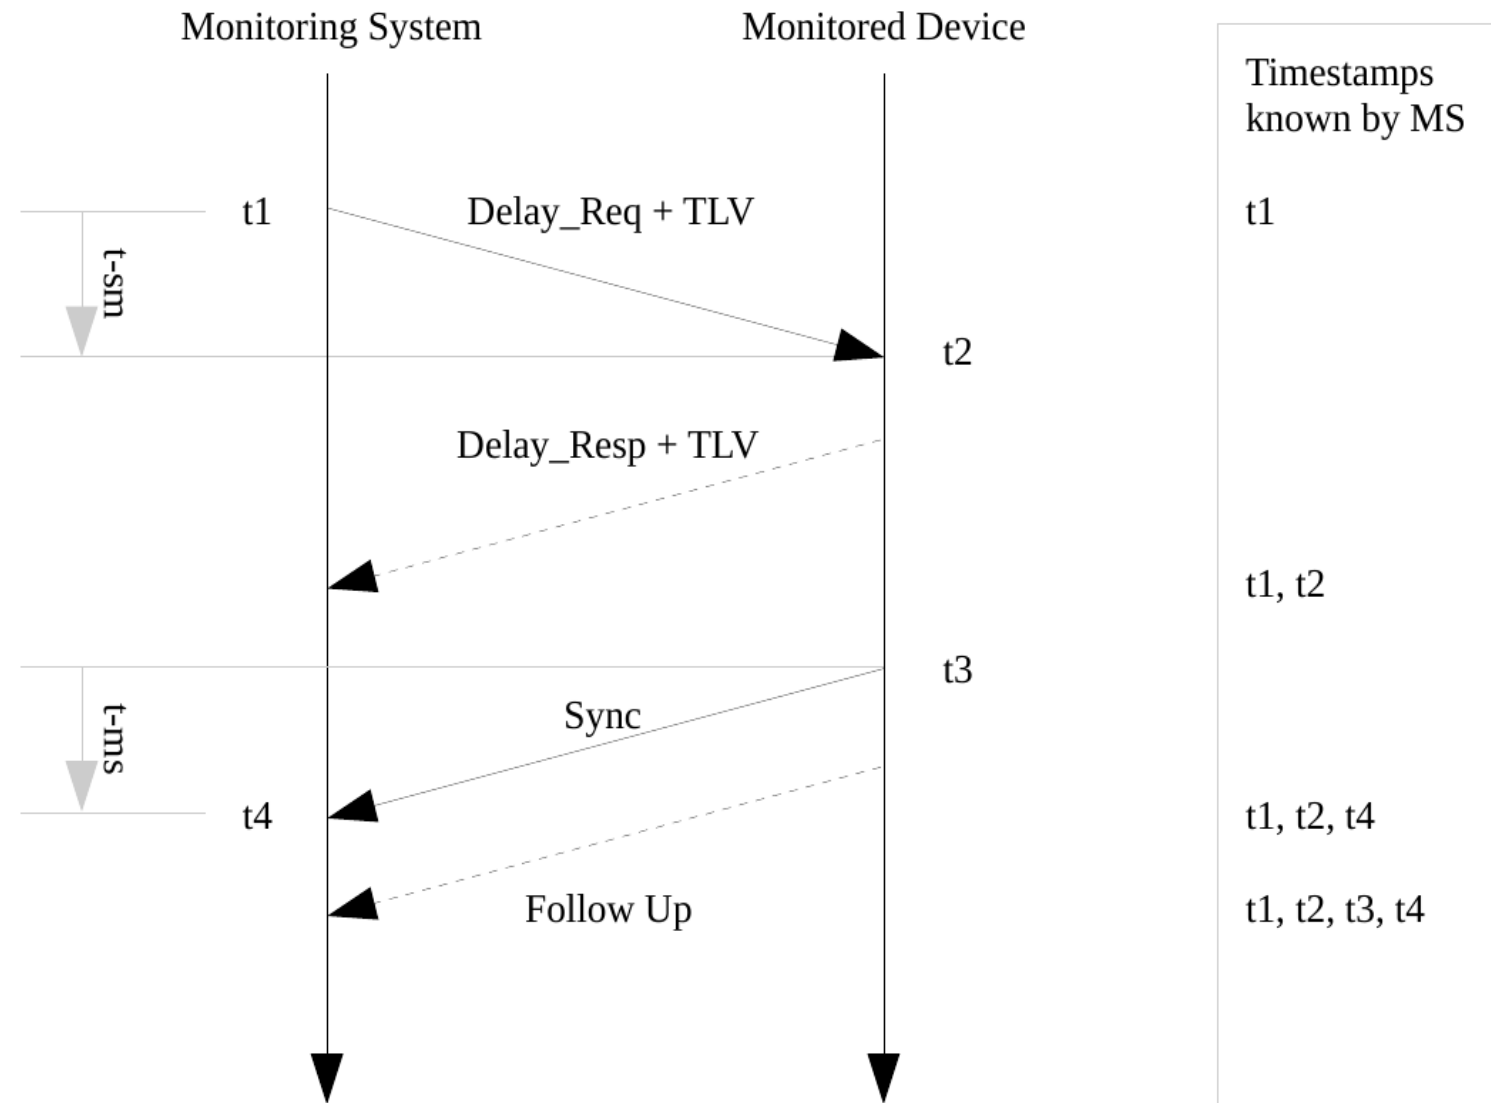 Monitoring System
Monitored Device
Timestamps
known by MS
t1
Delay_Req + TLV
t1
t-sm
t2
Delay_Resp + TLV
t1, t2
t3
t-ms
Sync
t4
t1, t2, t4
Follow Up
t1, t2, t3, t4